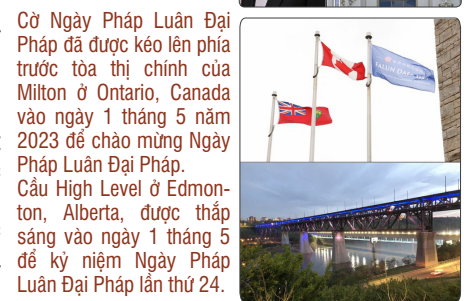 Cờ Ngày Pháp Luân Đại
Pháp đã được kéo lên phía
trước tòa thị chính của
Milton ở Ontario, Canada
vào ngày 1 tháng 5 năm
2023 để chào mừng Ngày
Pháp Luân Đại Pháp.
Cầu High Level ở Edmon-
ton, Alberta, được thắp
sáng vào ngày 1 tháng 5
để kỷ niệm Ngày Pháp
Luân Đại Pháp lần thứ 24.